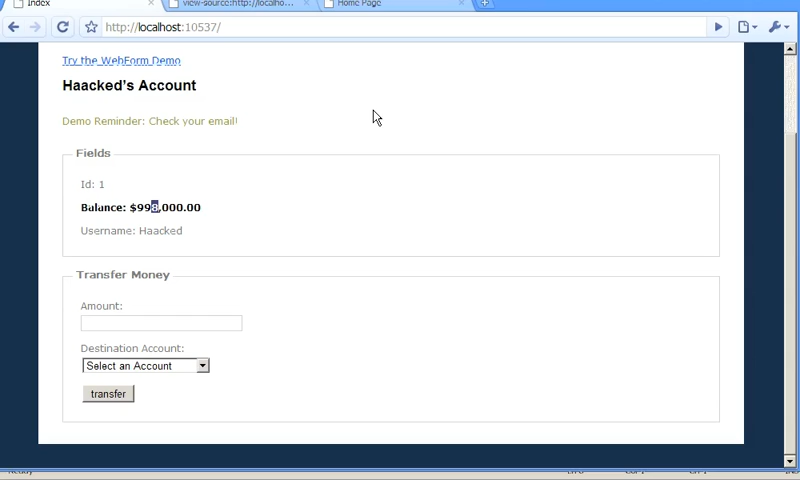 Index
view-source:http://localho...
Home Page
http://localhost:10537/
Try the WebForm Demo
Haacked's Account
Demo Reminder: Check your email!
Fields
Id: 1
Balance: $998,000.00
Username: Haacked
Transfer Money
Amount:
Destination Account:
Select an Account
transfer
Ready